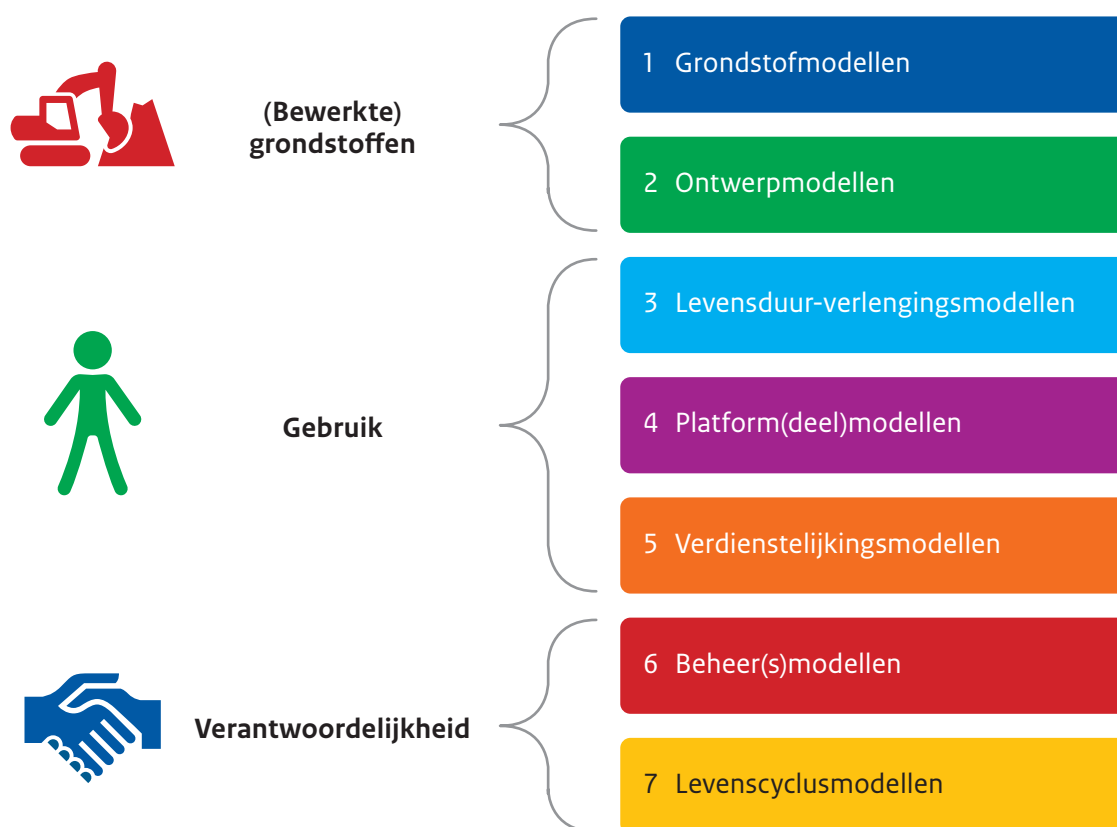 (Bewerkte)
grondstoffen
1 Grondstofmodellen
2 Ontwerpmodellen
Gebruik
3 Levensduur-verlengingsmodellen
4 Platform(deel)modellen
5 Verdienstelijkingsmodellen
Verantwoordelijkheid
6 Beheer(s)modellen
7 Levenscyclusmodellen